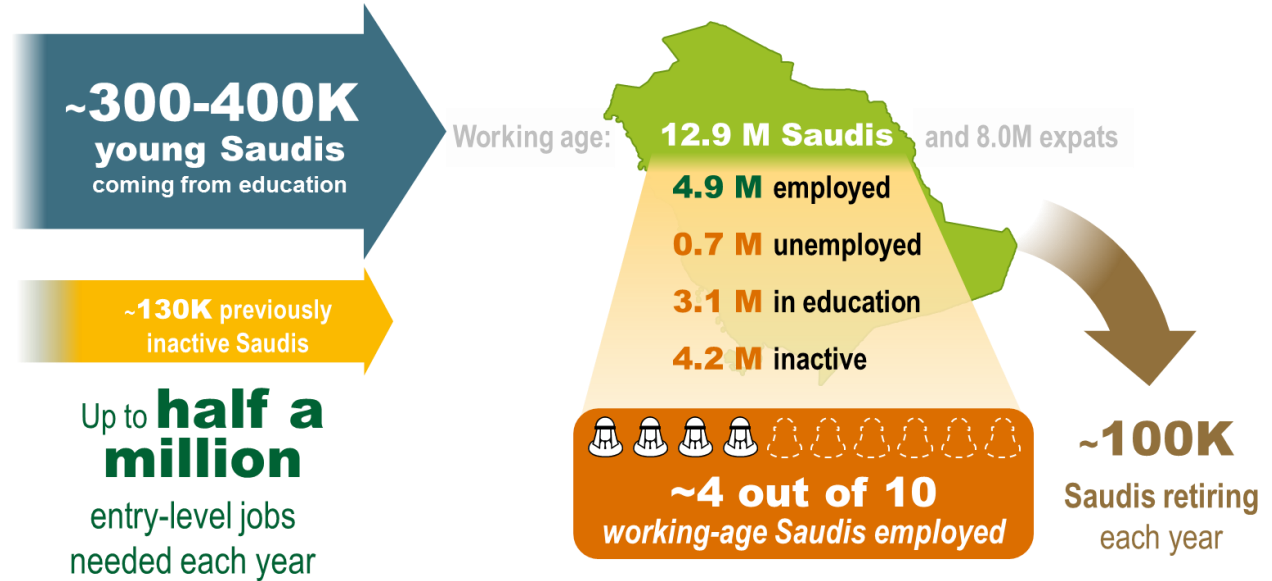 ~300-400K
young Saudis
coming from education
~130K previously
inactive Saudis
Up to half a
million
entry-level jobs
needed each year
Working age: 12.9 M Saudis and 8.0M expats
4.9 M employed
0.7 M unemployed
3.1 M in education
4.2 M inactive
~4 out of 10
working-age Saudis employed
~100K
Saudis retiring
each year